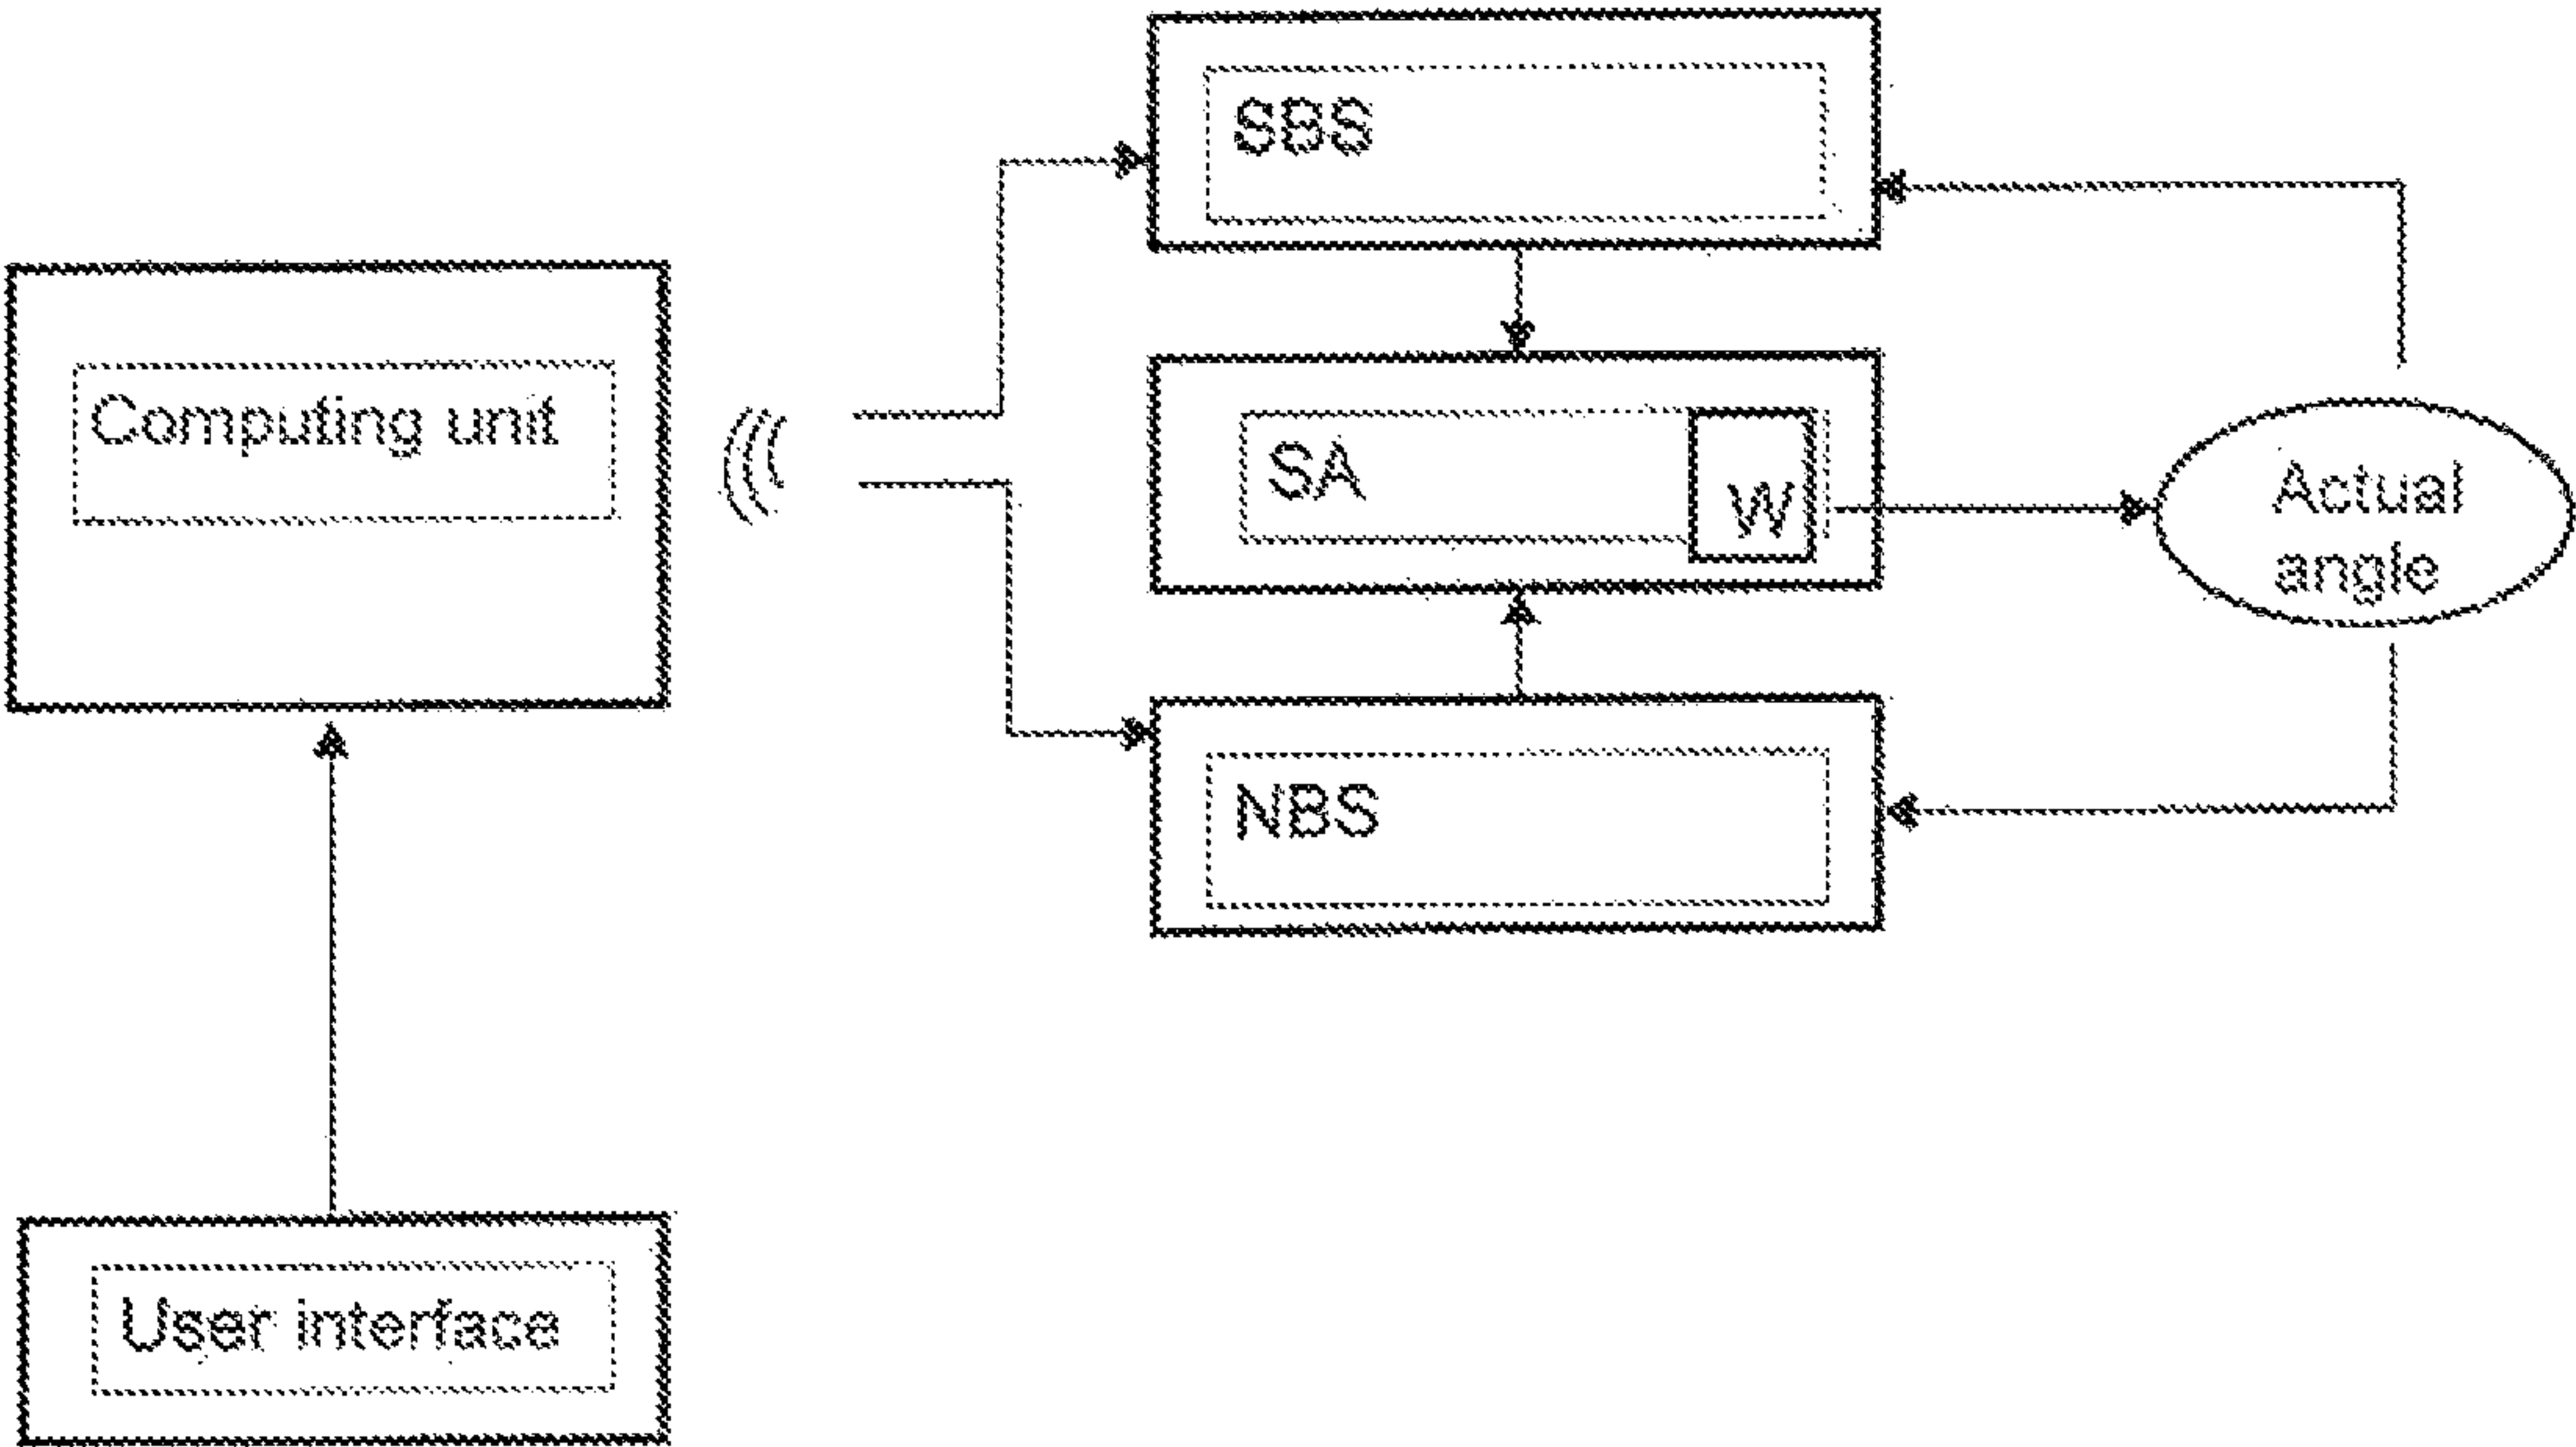 SBS
Computing unit
SA
W
Actual
angle
NBS
User interface